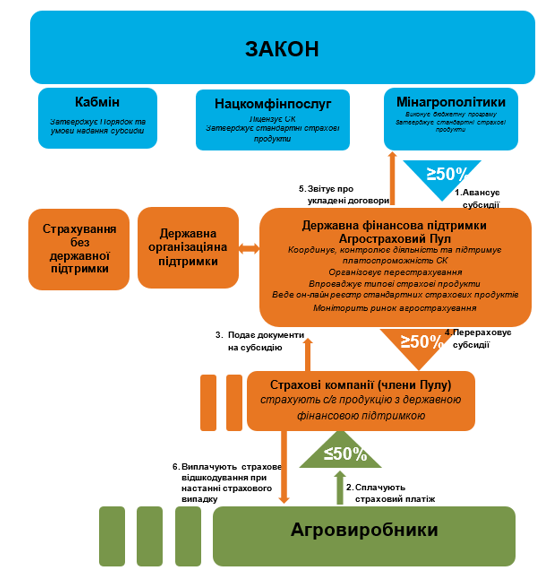 ЗАКОН
Кабмін
Затверджує Порядок та
умови надання субсидій
Нацкомфінпослуг
Ліцензує СК
Затверджує стандартні страхові
продукти
Мінагрополітики
Виконує бюджетну програму
Затверджує стандартні страхові
продукти
≥50%
5. Звітує про
укладені договори
1. Авансує
субсидії
Страхування
без
державної
підтримки
Державна
організаціяна
підтримки
Державна фінансова підтримки
Агростраховий Пул
Координує, контролює діяльність та підтримує
платоспроможність СК
Організовує перестрахування
Впроваджує типові страхові продукти
Веде он-лайн реєстр стандартних страхових продуктів
Моніторить ринок агрострахування
3. Подає документи
на субсидію
≥50%
4. Перераховує
субсидії
Страхові компанії (члени Пулу)
страхують с/г продукцію з державною
фінансовою підтримкою
≤50%
6. Виплачують страхове
відшкодування при
настанні страхового
випадку
2. Сплачують
страховий платіж
Агровиробники